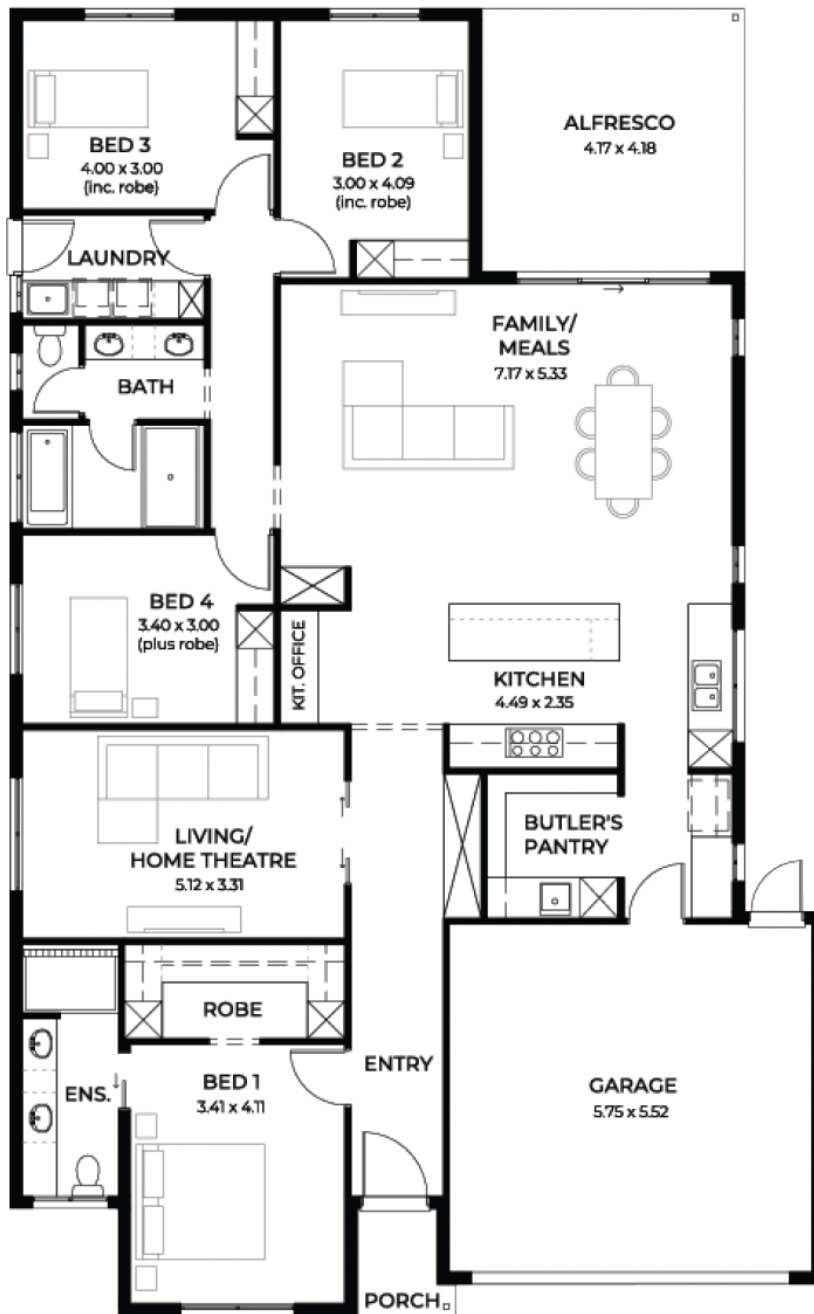 BED 3
4.00 x 3.00
(inc. robe)
BED 2
3.00 x 4.09
(inc. robe)
ALFRESCO
4.17 x 4.18
LAUNDRY
FAMILY/
MEALS
7.17 x 5.33
BATH
BED 4
3.40 x 3.00
(plus robe)
KIT. OFFICE
KITCHEN
4.49 x 2.35
LIVING/
HOME THEATRE
5.12 x 3.31
BUTLER'S
PANTRY
ROBE
ENS.
BED 1
3.41 x 4.11
ENTRY
GARAGE
5.75 x 5.52
PORCH